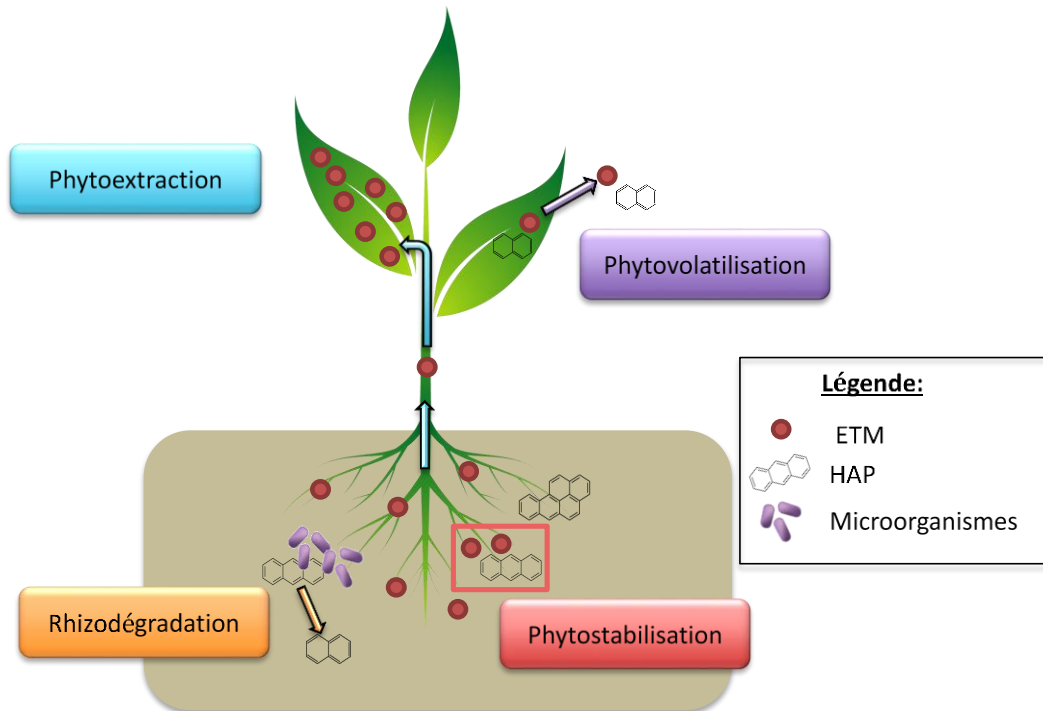 Phytoextraction
Phytovolatilisation
Légende:
ETM
HAP
Microorganismes
Rhizodégradation
Phytostabilisation